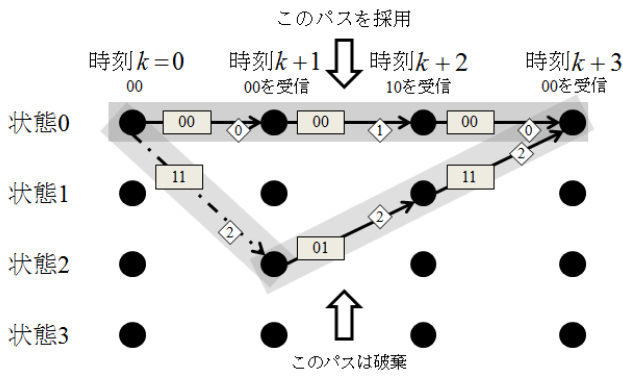 このパスを採用
時刻k=0 時刻k+1 時刻k+2 時刻k+3
00 00を受信 10を受信 00を受信
状態0 00 0 00 1 00 0
2
状態1 11 11
2 2
状態2 01
状態3
このパスは破棄